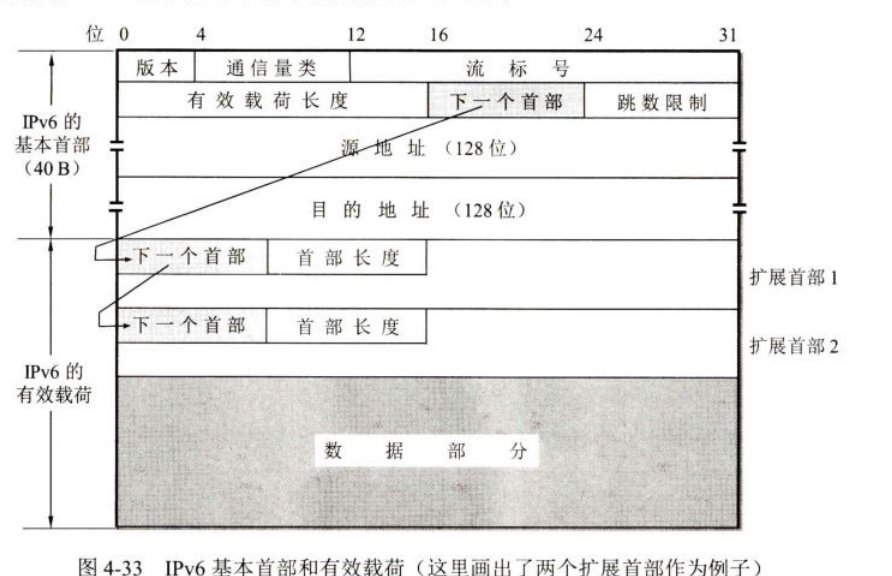 位 0 4 12 16 24 31
版本 通信量类 流标号
有效载荷长度 下一个首部 跳数限制
IPv6 的
基本首部
（40 B）
源地址（128 位）
目的地址（128 位）
下一个首部 首部长度
扩展首部 1
下一个首部 首部长度
扩展首部 2
IPv6 的
有效载荷
数据部分
图 4-33 IPv6 基本首部和有效载荷（这里画出了两个扩展首部作为例子）